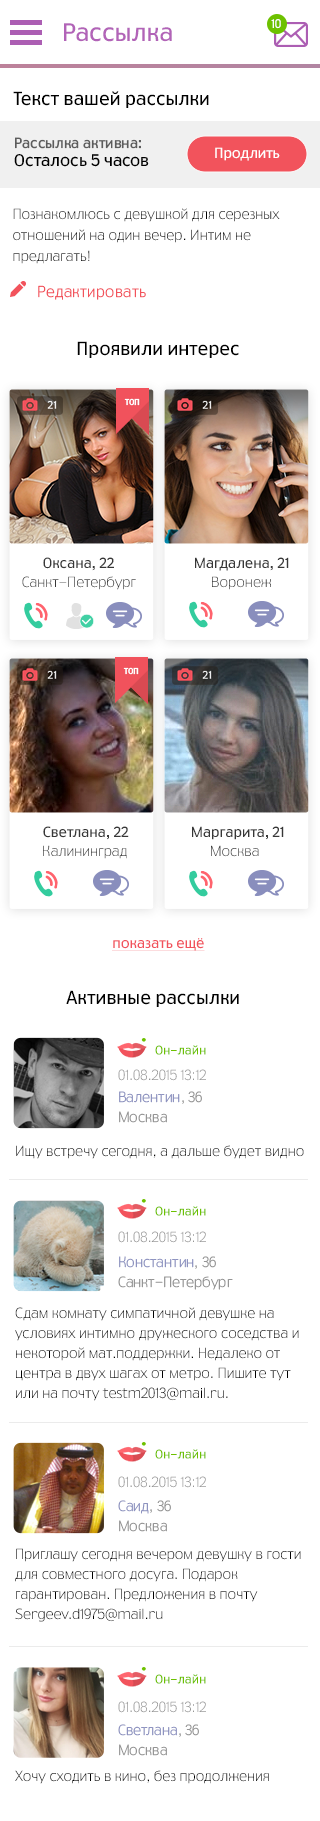 Рассылка
10
Текст вашей рассылки
Рассылка активна:
Осталось 5 часов
Продлить
Познакомлюсь с девушкой для серезных
отношений на один вечер. Интим не
предлагать!
Редактировать
Проявили интерес
21
топ
21
Оксана, 22
Санкт-Петербург
Магдалена, 21
Воронеж
21
топ
21
Светлана, 22
Калининград
Маргарита, 21
Москва
показать ещё
Активные рассылки
Он-лайн
01.08.2015 13:12
Валентин, 36
Москва
Ищу встречу сегодня, а дальше будет видно
Он-лайн
01.08.2015 13:12
Константин, 36
Санкт-Петербург
Сдам комнату симпатичной девушке на
условиях интимно дружеского соседства и
некоторой мат.поддержки. Недалеко от
центра в двух шагах от метро. Пишите тут
или на почту testm2013@mail.ru.
Он-лайн
01.08.2015 13:12
Саид, 36
Москва
Приглашу сегодня вечером девушку в гости
для совместного досуга. Подарок
гарантирован. Предложения в почту
Sergeev.d1975@mail.ru
Он-лайн
01.08.2015 13:12
Светлана, 36
Москва
Хочу сходить в кино, без продолжения